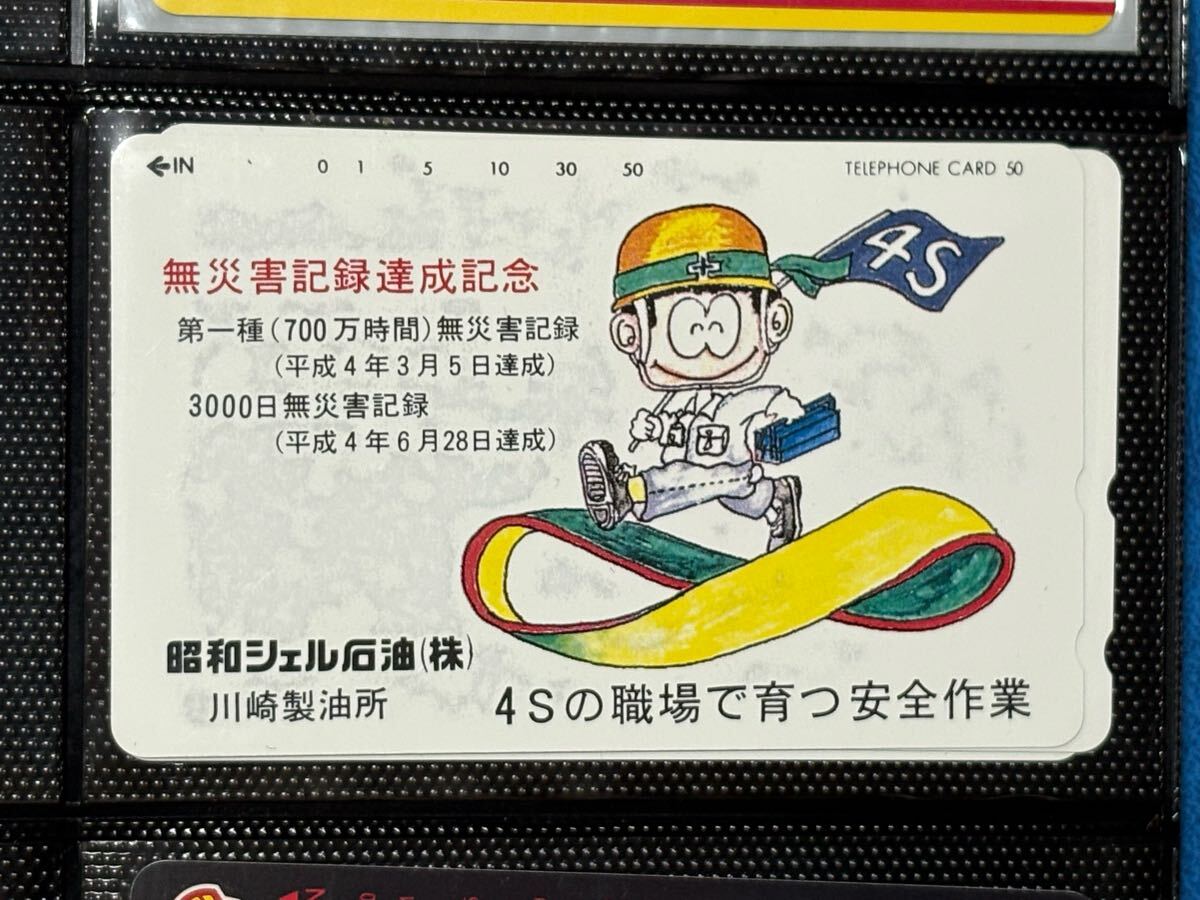 ←IN 0 1 5 10 30 50 TELEPHONE CARD 50
4S
無災害記録達成記念
第一種(700万時間)無災害記録
(平成4年3月5日達成)
3000日無災害記録
(平成4年6月28日達成)
昭和シェル石油(株)
川崎製油所
4Sの職場で育つ安全作業